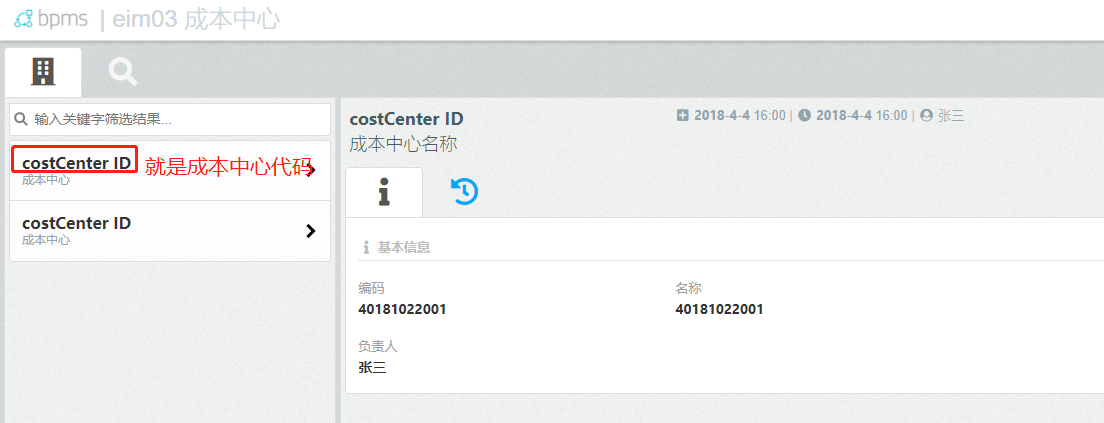 bpms | eim03 成本中心
输入关键字筛选结果...
costCenter ID 就是成本中心代码
成本中心
costCenter ID
成本中心
costCenter ID
2018-4-4 16:00 | 2018-4-4 16:00 | 张三
成本中心名称
基本信息
编码 名称
40181022001 40181022001
负责人
张三